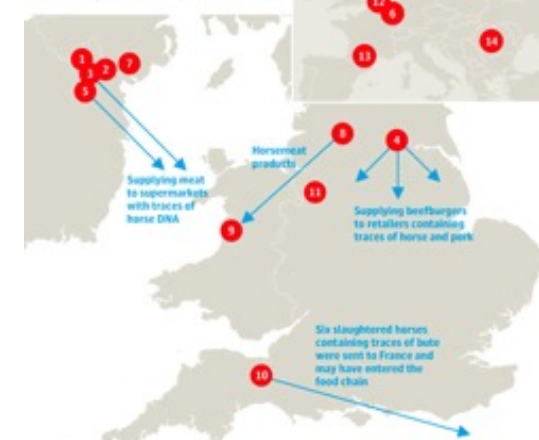 12
6
14
13
1
2
7
3
5
8
4
Horsemeat
products
11
Supplying meat
to supermarkets
with traces of
horse DNA
9
Supplying beefburgers
to retailers containing
traces of horse and pork
Six slaughtered horses
containing traces of bute
were sent to France and
may have entered the
food chain
10